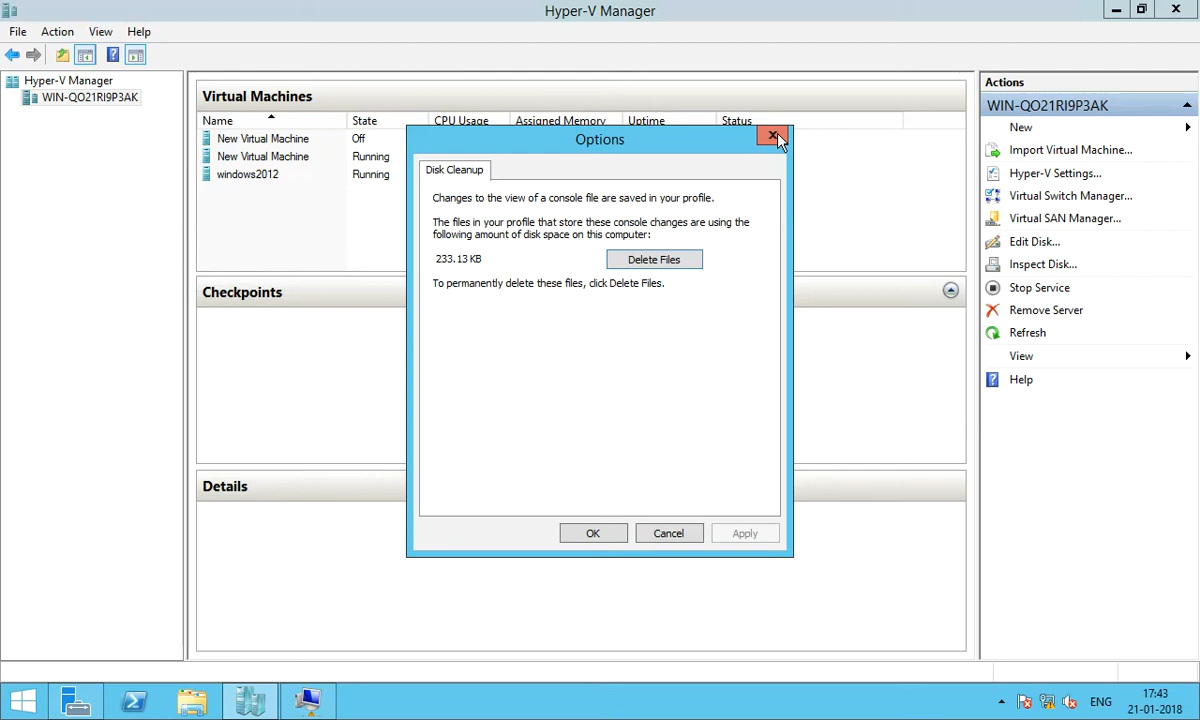 Hyper-V Manager
File Action View Help
Hyper-V Manager
WIN-QO21RI9P3AK
Virtual Machines
Name State CPU Usage Assigned Memory Uptime Status
New Virtual Machine Off
New Virtual Machine Running
windows2012 Running
Checkpoints
Details
Options
Disk Cleanup
Changes to the view of a console file are saved in your profile.
The files in your profile that store these console changes are using the
following amount of disk space on this computer:
233.13 KB Delete Files
To permanently delete these files, click Delete Files.
OK Cancel Apply
Actions
WIN-QO21RI9P3AK
New
Import Virtual Machine...
Hyper-V Settings...
Virtual Switch Manager...
Virtual SAN Manager...
Edit Disk...
Inspect Disk...
Stop Service
Remove Server
Refresh
View
Help
ENG
17:43
21-01-2018